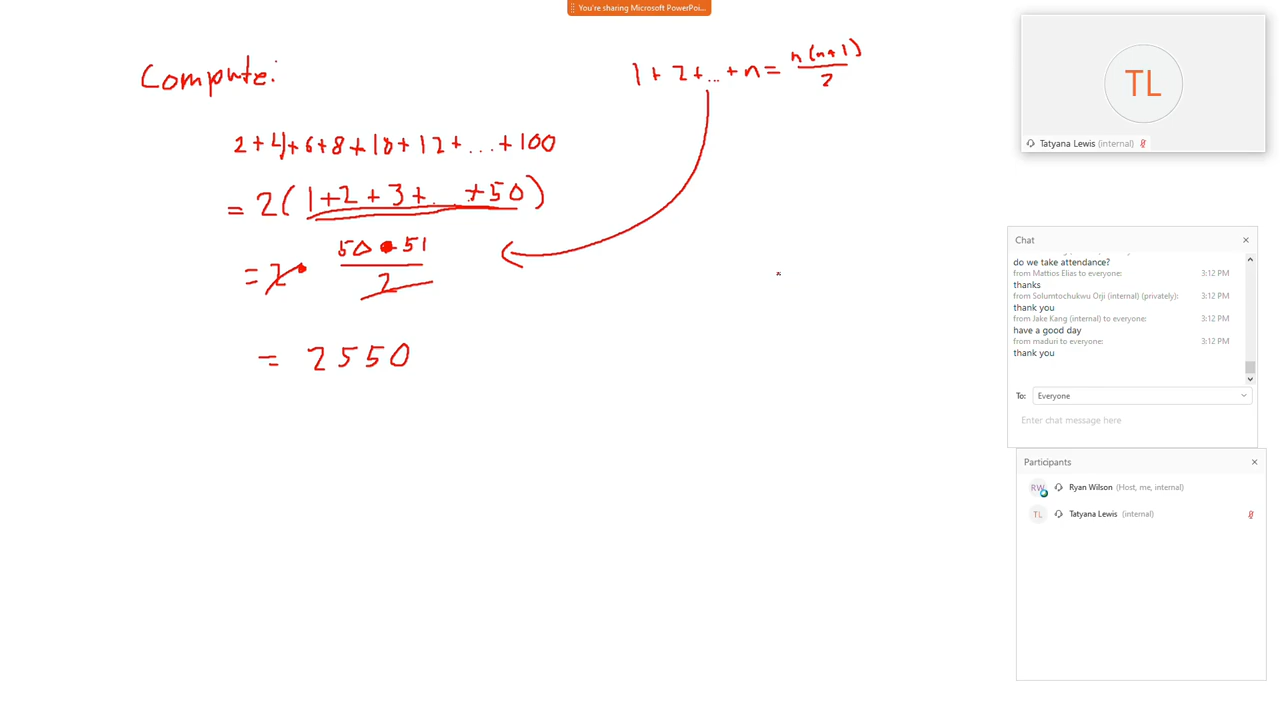 You're sharing Microsoft PowerPoi...
Compute:
2+4+6+8+10+12+...+100
= 2(1+2+3+...+50)
= 2 • 50 • 51 / 2
= 2550
1+2+...+n = n(n+1) / 2
TL
Tatyana Lewis (internal)
Chat
do we take attendance?
from Mattos Elias to everyone: 3:12 PM
thanks
from Solumtochukwu Orji (internal) (privately): 3:12 PM
thank you
from Jake Kang (internal) to everyone: 3:12 PM
have a good day
from maduri to everyone: 3:12 PM
thank you
To: Everyone
Enter chat message here
Participants
RW Ryan Wilson (Host, me, internal)
TL Tatyana Lewis (internal)